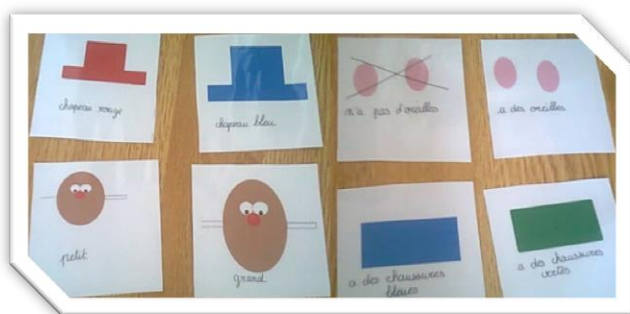 chapeau rouge
chapeau bleu
n'a pas d'oreilles
a des oreilles
petit
grand
a des chaussures
bleues
a des chaussures
vertes